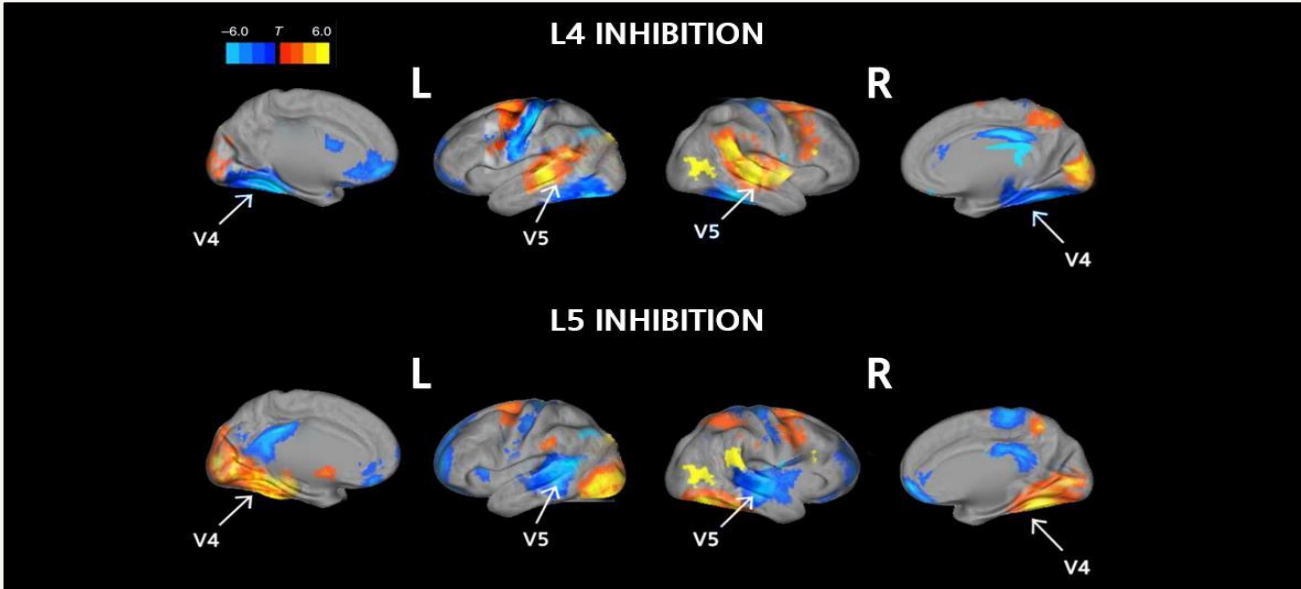 L4 INHIBITION
−6.0 T 6.0
L R
V4 V5 V5 V4
L5 INHIBITION
L R
V4 V5 V5 V4